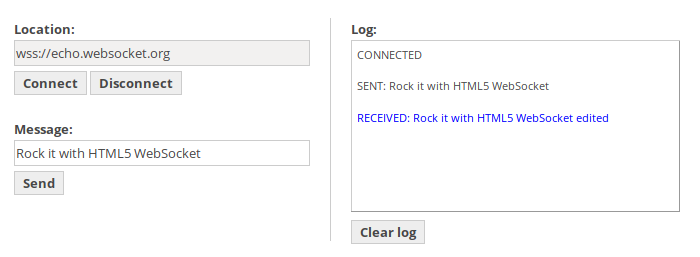 Location:
wss://echo.websocket.org
Connect Disconnect
Message:
Rock it with HTML5 WebSocket
Send
Log:
CONNECTED
SENT: Rock it with HTML5 WebSocket
RECEIVED: Rock it with HTML5 WebSocket edited
Clear log